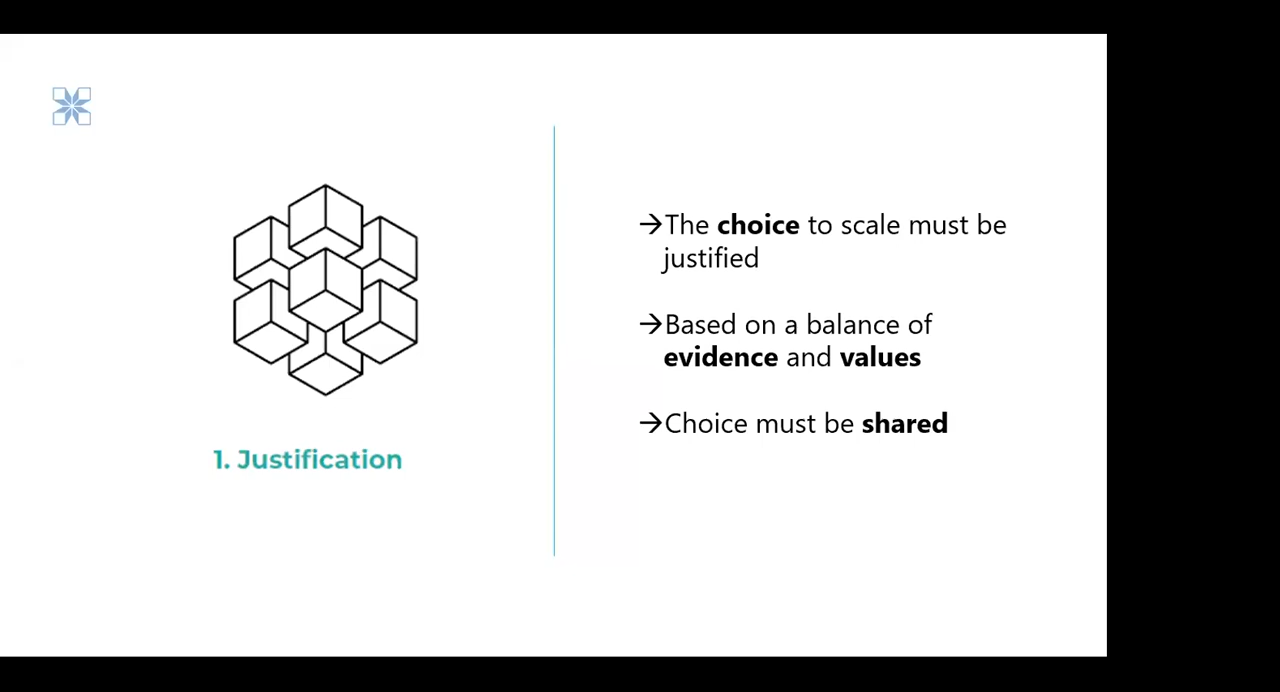 →The choice to scale must be
justified
→Based on a balance of
evidence and values
→Choice must be shared
1. Justification